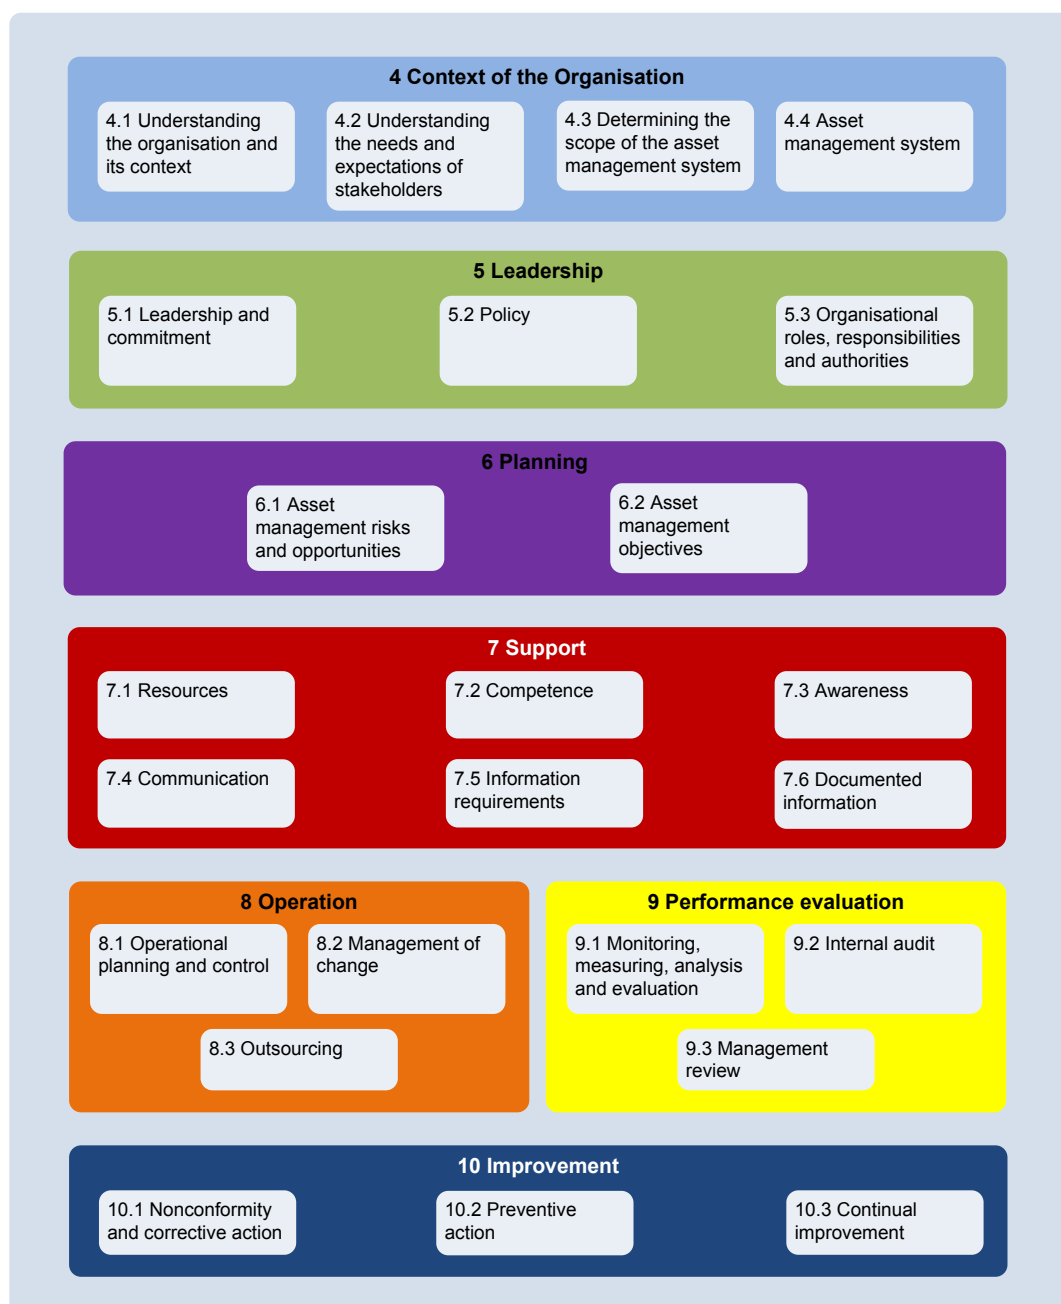 4 Context of the Organisation
4.1 Understanding
the organisation and
its context
4.2 Understanding
the needs and
expectations of
stakeholders
4.3 Determining the
scope of the asset
management system
4.4 Asset
management system
5 Leadership
5.1 Leadership and
commitment
5.2 Policy
5.3 Organisational
roles, responsibilities
and authorities
6 Planning
6.1 Asset
management risks
and opportunities
6.2 Asset
management
objectives
7 Support
7.1 Resources
7.2 Competence
7.3 Awareness
7.4 Communication
7.5 Information
requirements
7.6 Documented
information
8 Operation
8.1 Operational
planning and control
8.2 Management of
change
8.3 Outsourcing
9 Performance evaluation
9.1 Monitoring,
measuring, analysis
and evaluation
9.2 Internal audit
9.3 Management
review
10 Improvement
10.1 Nonconformity
and corrective action
10.2 Preventive
action
10.3 Continual
improvement